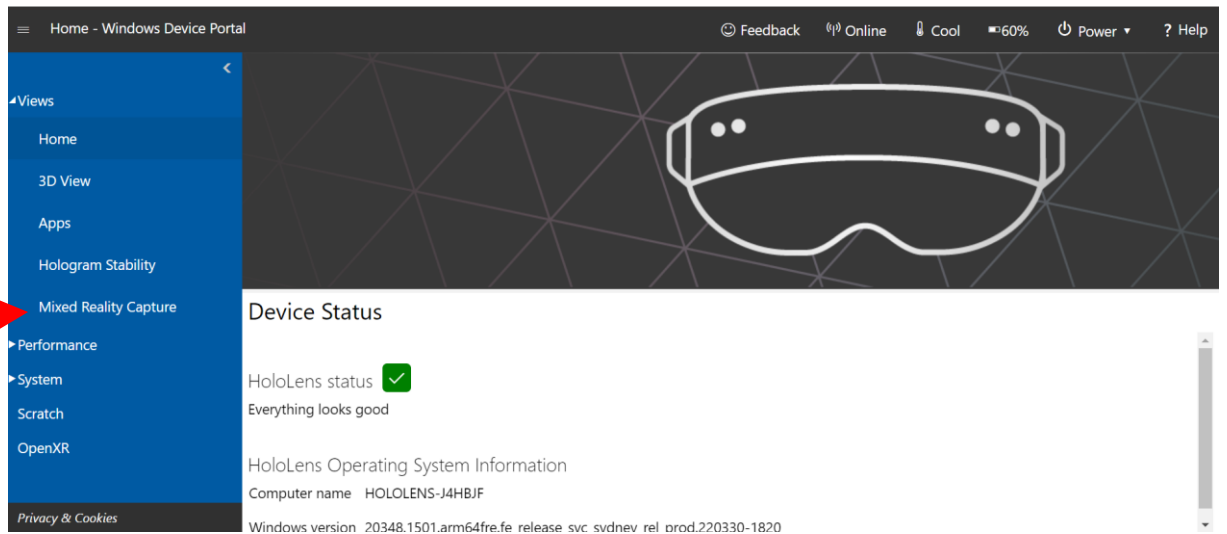 Home - Windows Device Portal
Feedback
Online
Cool
60%
Power
? Help
Views
Home
3D View
Apps
Hologram Stability
Mixed Reality Capture
Performance
System
Scratch
OpenXR
Privacy & Cookies
Device Status
HoloLens status
Everything looks good
HoloLens Operating System Information
Computer name HOLOLENS-J4HBJF
Windows version 20348.1501.arm64fre.fe_release_svc_sydney_rel_prod.220330-1820